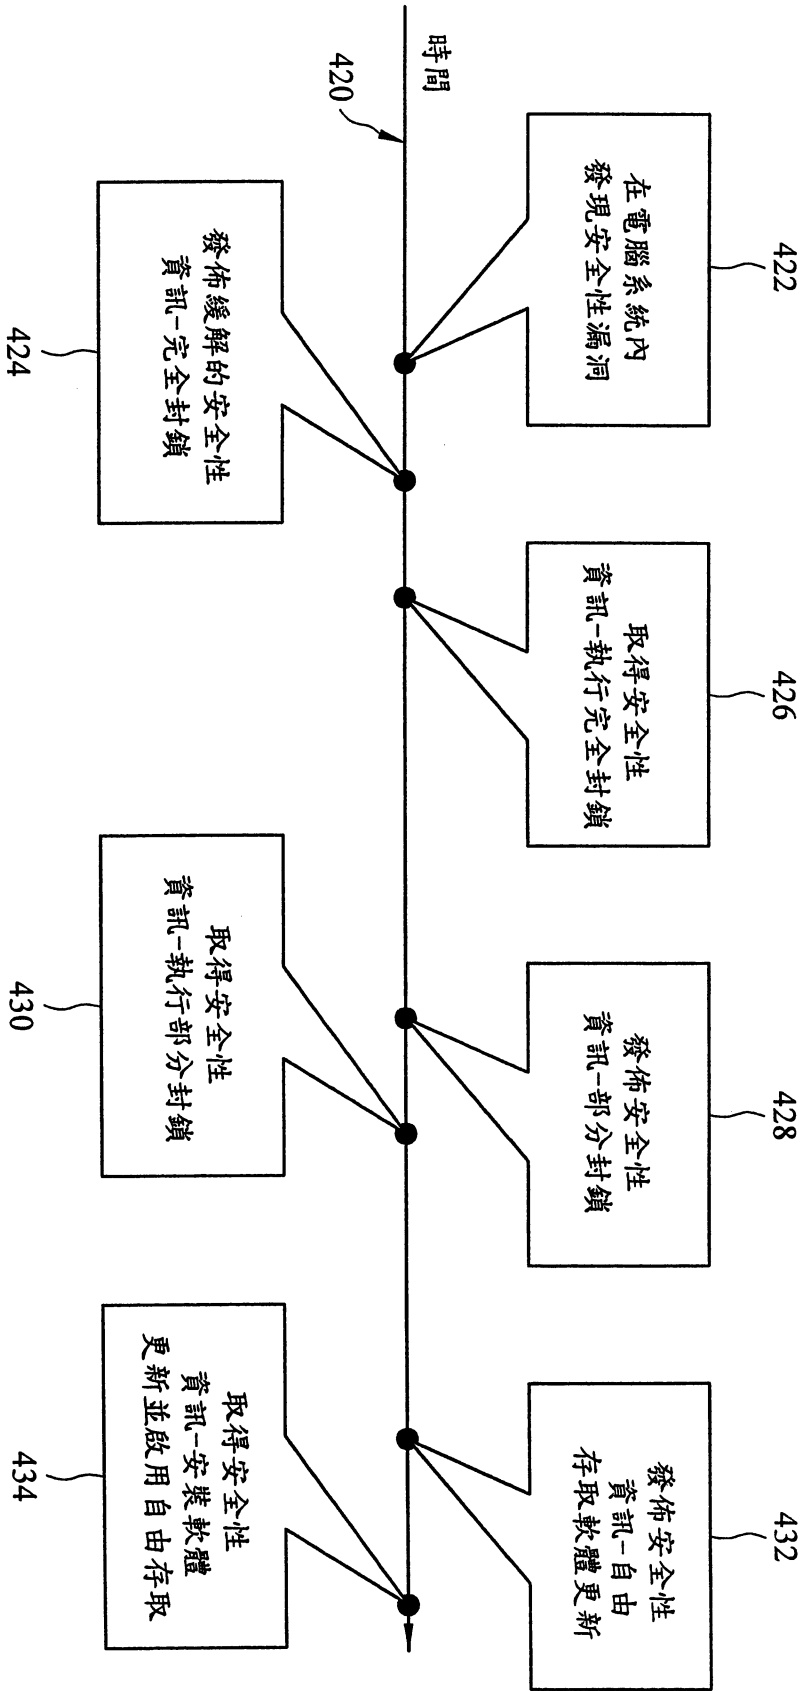 時間
420
422
在電腦系統內
發現安全性漏洞
424
發佈緩解的安全性
資訊-完全封鎖
426
取得安全性
資訊-執行完全封鎖
428
發佈安全性
資訊-部分封鎖
430
取得安全性
資訊-執行部分封鎖
432
發佈安全性
資訊-自由
存取軟體更新
434
取得安全性
資訊-安裝軟體
更新並啟用自由存取